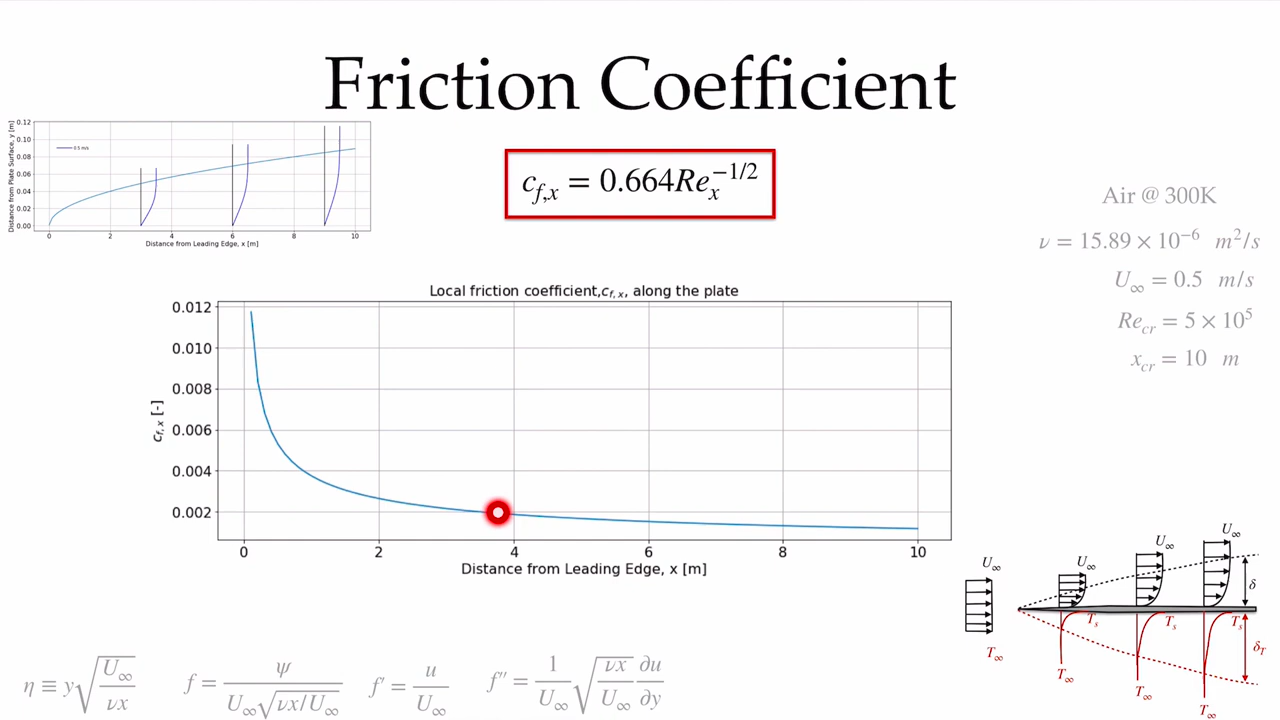 Friction Coefficient
0.12
0.10
0.08
0.06
0.04
0.02
0.00
Distance from Plate Surface, y [m]
0.5 m/s
0 2 4 6 8 10
Distance from Leading Edge, x [m]
c_{f,x} = 0.664Re_x^{-1/2}
Air @ 300K
ν = 15.89 × 10^{-6} m^2/s
U_∞ = 0.5 m/s
Re_{cr} = 5 × 10^5
x_{cr} = 10 m
Local friction coefficient,c_{f, x}, along the plate
0.012
0.010
0.008
0.006
0.004
0.002
c_{f, x} [-]
0 2 4 6 8 10
Distance from Leading Edge, x [m]
U_∞ U_∞ U_∞ U_∞
δ
T_s T_s T_s
δ_T
T_∞ T_∞ T_∞ T_∞
η ≡ y√(U_∞/νx) f = ψ/(U_∞√(νx/U_∞)) f′ = u/U_∞ f′′ = 1/U_∞ √(νx/U_∞) ∂u/∂y